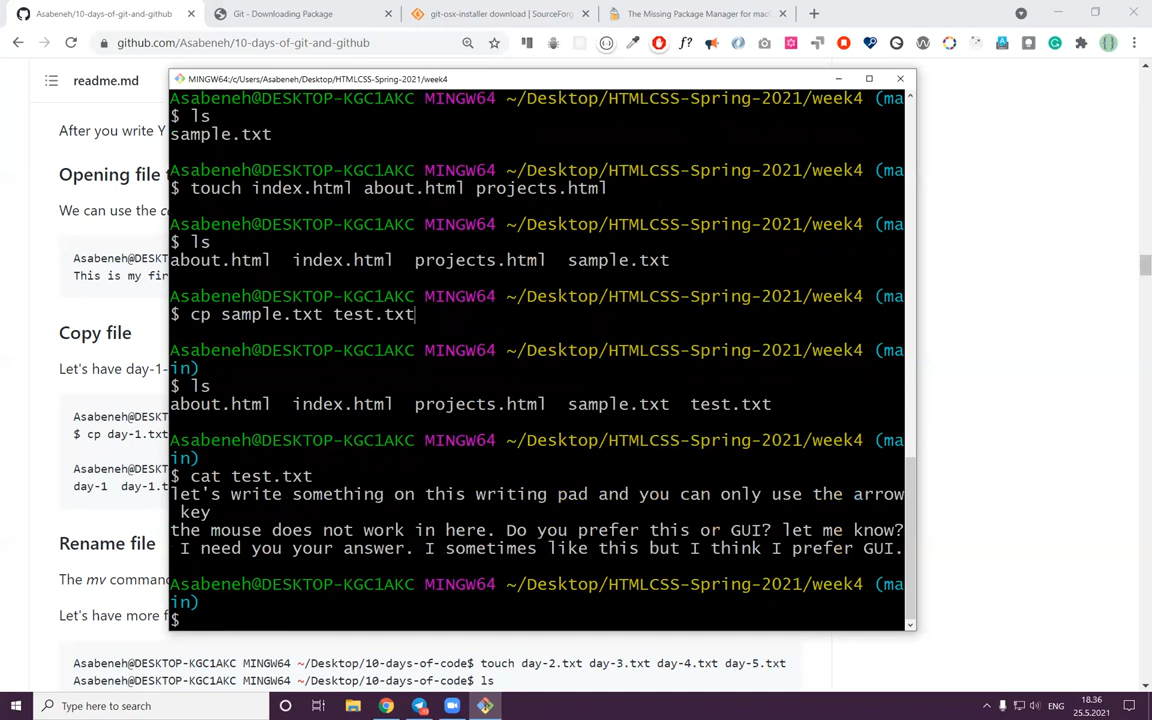 Asabeneh/10-days-of-git-and-github
Git - Downloading Package
git-osx-installer download | SourceForg
The Missing Package Manager for mac
github.com/Asabeneh/10-days-of-git-and-github
readme.md
After you write Y
Opening file
We can use the c
Asabeneh@DESKT
This is my fir
Copy file
Let's have day-1-
Asabeneh@DESKT
$ cp day-1.txt
Asabeneh@DESKT
day-1 day-1.t
Rename file
The mv command
Let's have more f
Asabeneh@DESKTOP-KGC1AKC MINGW64 ~/Desktop/10-days-of-code$ touch day-2.txt day-3.txt day-4.txt day-5.txt
Asabeneh@DESKTOP-KGC1AKC MINGW64 ~/Desktop/10-days-of-code$ ls
MINGW64:/c/Users/Asabeneh/Desktop/HTMLCSS-Spring-2021/week4
Asabeneh@DESKTOP-KGC1AKC MINGW64 ~/Desktop/HTMLCSS-Spring-2021/week4 (ma
$ ls
sample.txt
Asabeneh@DESKTOP-KGC1AKC MINGW64 ~/Desktop/HTMLCSS-Spring-2021/week4 (ma
$ touch index.html about.html projects.html
Asabeneh@DESKTOP-KGC1AKC MINGW64 ~/Desktop/HTMLCSS-Spring-2021/week4 (ma
$ ls
about.html index.html projects.html sample.txt
Asabeneh@DESKTOP-KGC1AKC MINGW64 ~/Desktop/HTMLCSS-Spring-2021/week4 (ma
$ cp sample.txt test.txt
Asabeneh@DESKTOP-KGC1AKC MINGW64 ~/Desktop/HTMLCSS-Spring-2021/week4 (ma
in)
$ ls
about.html index.html projects.html sample.txt test.txt
Asabeneh@DESKTOP-KGC1AKC MINGW64 ~/Desktop/HTMLCSS-Spring-2021/week4 (ma
in)
$ cat test.txt
let's write something on this writing pad and you can only use the arrow
key
the mouse does not work in here. Do you prefer this or GUI? let me know?
I need you your answer. I sometimes like this but I think I prefer GUI.
Asabeneh@DESKTOP-KGC1AKC MINGW64 ~/Desktop/HTMLCSS-Spring-2021/week4 (ma
in)
$
Type here to search
ENG
18.36
25.5.2021